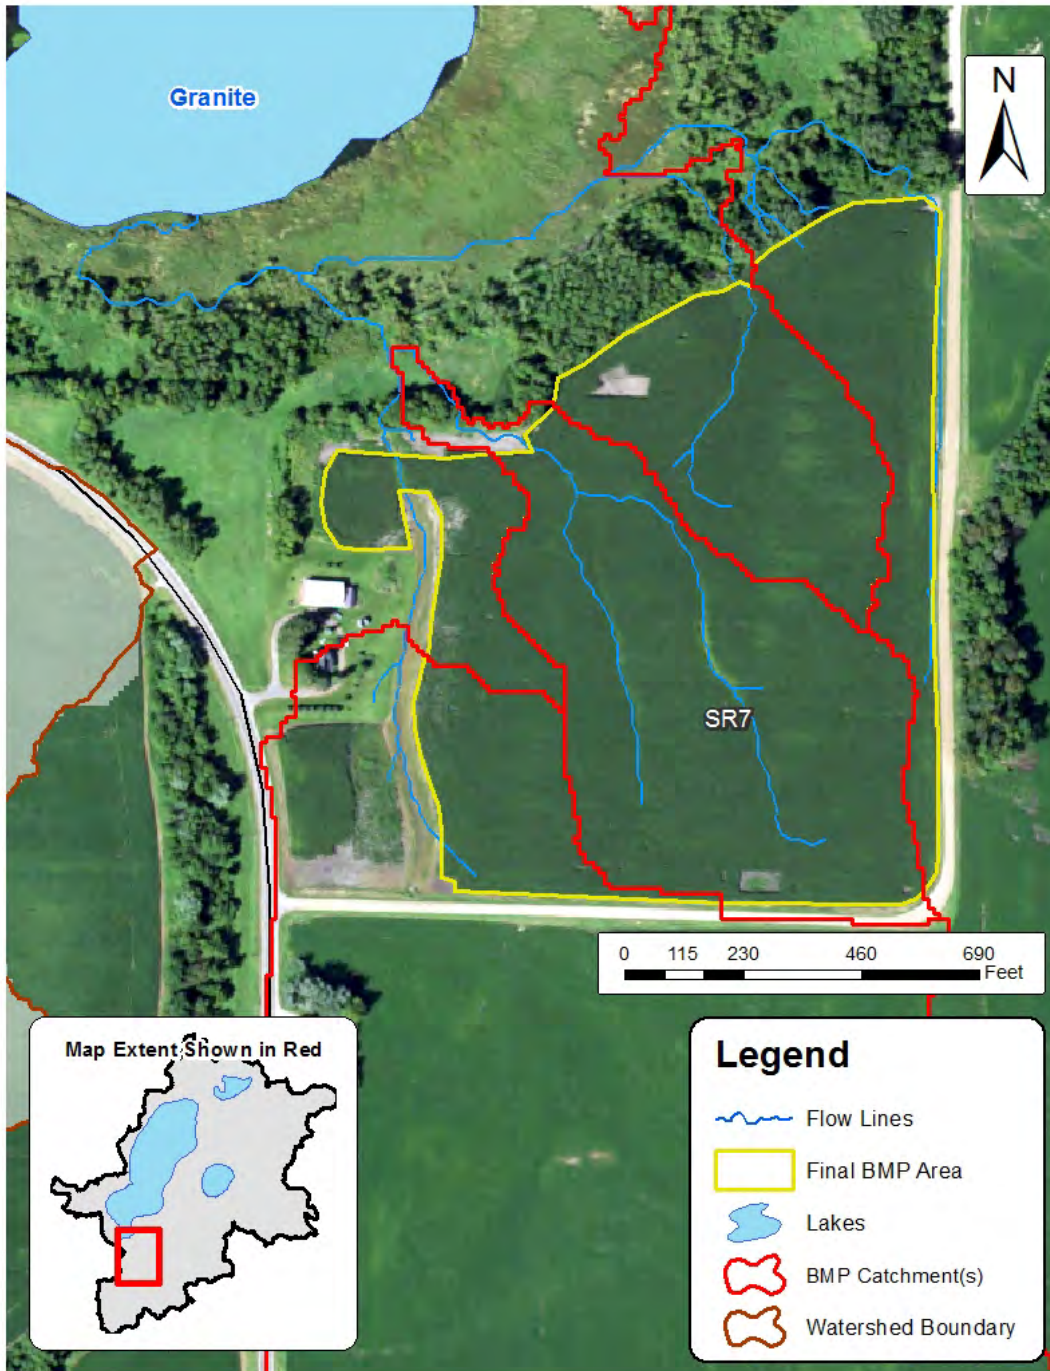 Granite
N
SR7
0 115 230 460 690
Feet
Map Extent Shown in Red
Legend
Flow Lines
Final BMP Area
Lakes
BMP Catchment(s)
Watershed Boundary